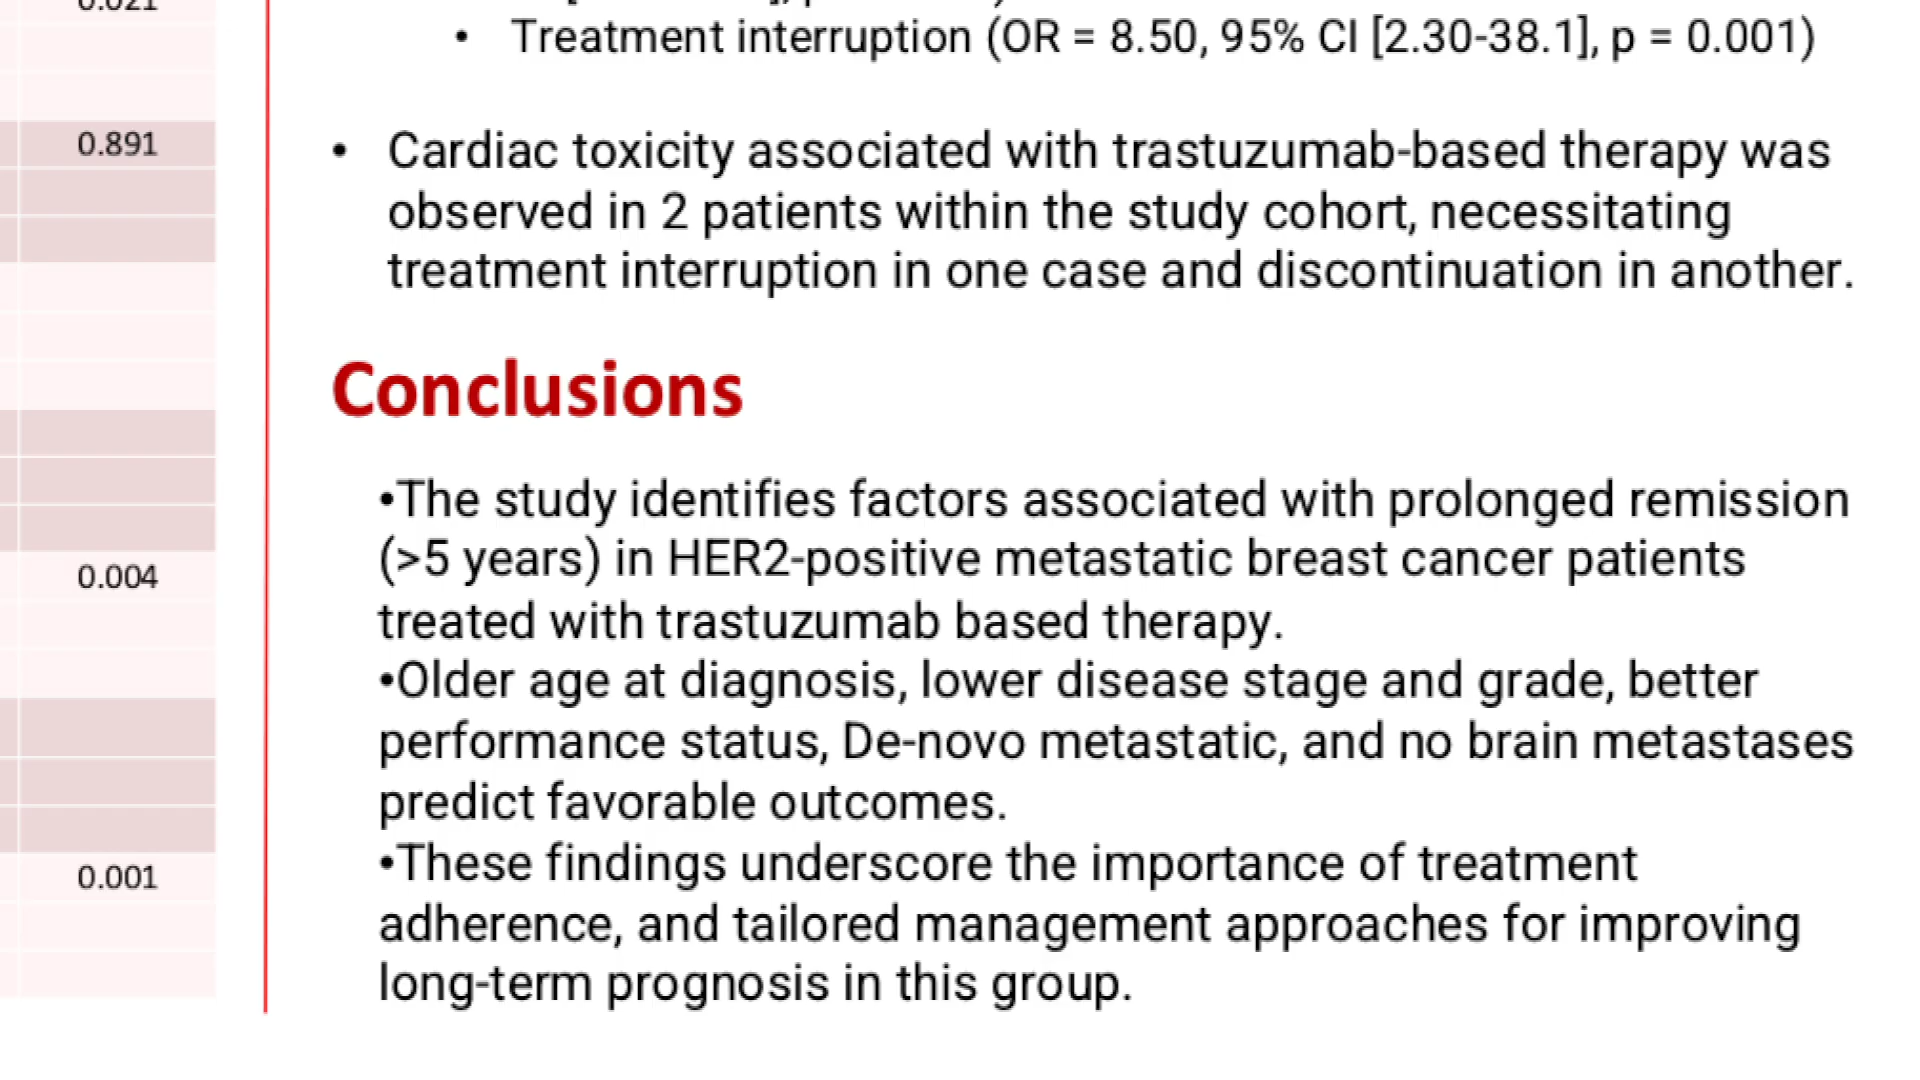 Treatment interruption (OR = 8.50, 95% CI [2.30-38.1], p = 0.001)
0.891
• Cardiac toxicity associated with trastuzumab-based therapy was
observed in 2 patients within the study cohort, necessitating
treatment interruption in one case and discontinuation in another.
Conclusions
•The study identifies factors associated with prolonged remission
(>5 years) in HER2-positive metastatic breast cancer patients
0.004
treated with trastuzumab based therapy.
•Older age at diagnosis, lower disease stage and grade, better
performance status, De-novo metastatic, and no brain metastases
predict favorable outcomes.
•These findings underscore the importance of treatment
0.001
adherence, and tailored management approaches for improving
long-term prognosis in this group.